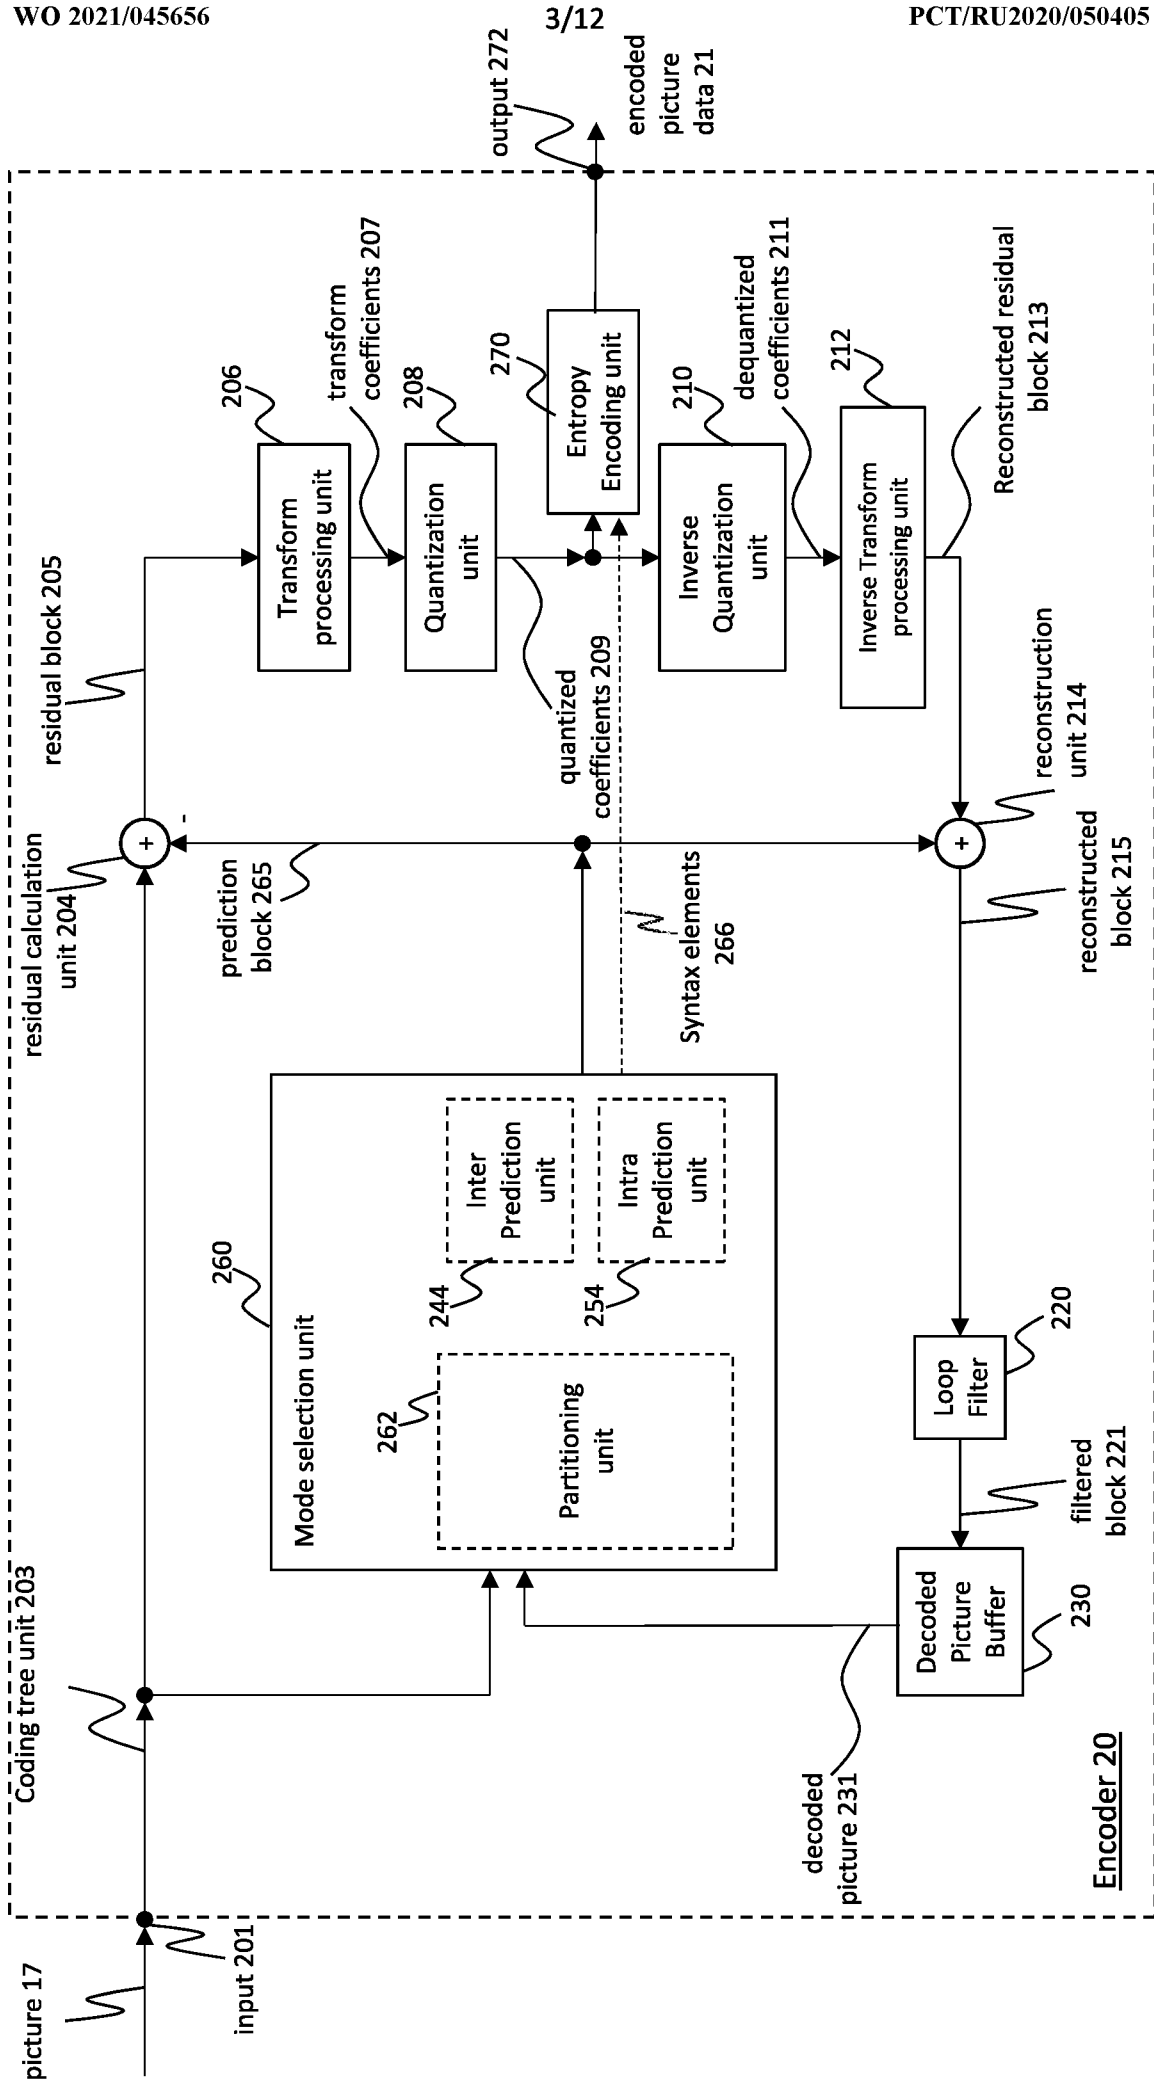 WO 2021/045656
3/12
PCT/RU2020/050405
picture 17
input 201
Coding tree unit 203
residual calculation
unit 204
+
-
residual block 205
prediction
block 265
206
Transform
processing unit
transform
coefficients 207
208
Quantization
unit
quantized
coefficients 209
270
Entropy
Encoding unit
output 272
encoded
picture
data 21
Syntax elements
266
210
Inverse
Quantization
unit
dequantized
coefficients 211
212
Inverse Transform
processing unit
Reconstructed residual
block 213
reconstruction
unit 214
+
reconstructed
block 215
260
Mode selection unit
262
Partitioning
unit
244
Inter
Prediction
unit
254
Intra
Prediction
unit
220
Loop
Filter
filtered
block 221
Decoded
Picture
Buffer
230
decoded
picture 231
Encoder 20